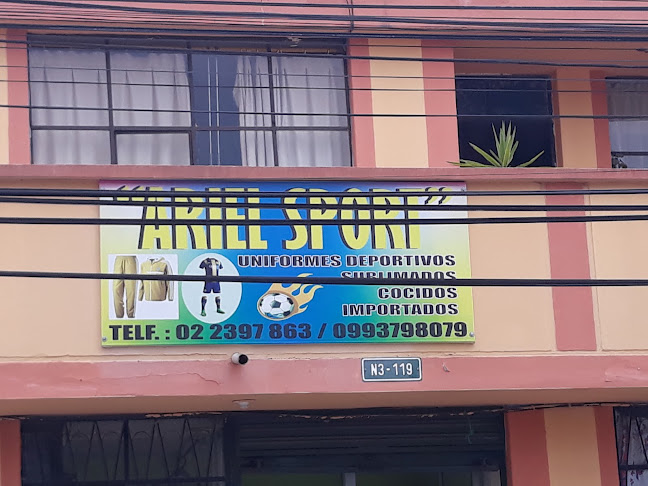 "ARIEL SPORT"
UNIFORMES DEPORTIVOS
SUBLIMADOS
COCIDOS
IMPORTADOS
TELF. : 02 2397 863 / 0993798079
N3-119